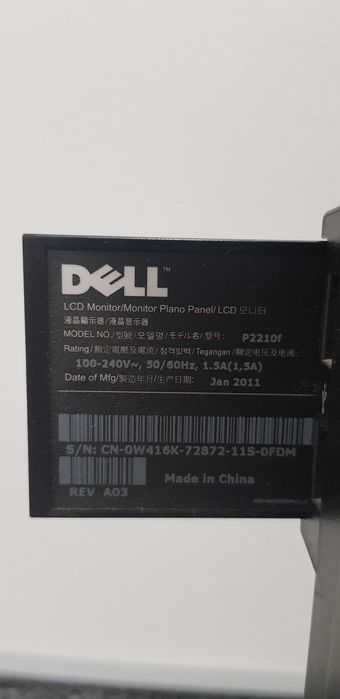 DELL™
LCD Monitor/Monitor Plano Panel/ LCD 모니터
液晶顯示器/液晶显示器
MODEL NO./型號/모델명/モデル名/型号: P2210f
Rating/額定電壓及電流/정격입력/Tegangan/额定电压及电流:
100-240V~, 50/60Hz, 1.5A(1,5A)
Date of Mfg/製造年月/生产日期: Jan 2011
S/N: CN-0W416K-72872-11S-0FDM
REV A03 Made in China